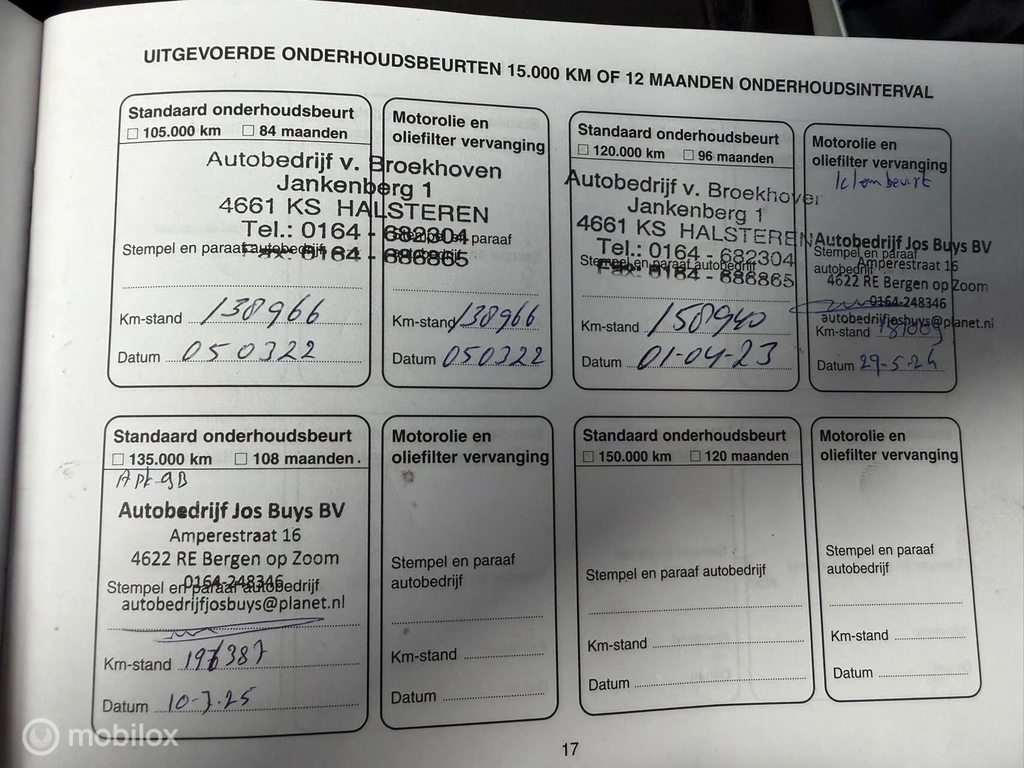 UITGEVOERDE ONDERHOUDSBEURTEN 15.000 KM OF 12 MAANDEN ONDERHOUDSINTERVAL
Standaard onderhoudsbeurt
□ 105.000 km □ 84 maanden
Autobedrijf v. Broekhoven
Jankenberg 1
4661 KS HALSTEREN
Tel.: 0164 - 682304
Stempel en paraaf autobedrijf
Fax: 0164 - 686865
Km-stand 138966
Datum 050322
Motorolie en
oliefilter vervanging
Stempel en paraaf
autobedrijf
Km-stand 138966
Datum 050322
Standaard onderhoudsbeurt
□ 120.000 km □ 96 maanden
Autobedrijf v. Broekhoven
Jankenberg 1
4661 KS HALSTEREN
Tel.: 0164 - 682304
Stempel en paraaf autobedrijf
Fax: 0164 - 686865
Km-stand 158940
Datum 01-04-23
Motorolie en
oliefilter vervanging
Kleinbeurt
Autobedrijf Jos Buys BV
Stempel en paraaf
Amperestraat 16
autobedrijf
4622 RE Bergen op Zoom
0164-248346
autobedrijfjosbuys@planet.nl
Km-stand
Datum 29-5-24
Standaard onderhoudsbeurt
□ 135.000 km □ 108 maanden.
Autobedrijf Jos Buys BV
Amperestraat 16
4622 RE Bergen op Zoom
0164-248346
Stempel en paraaf autobedrijf
autobedrijfjosbuys@planet.nl
Km-stand 196387
Datum 10-7-25
Motorolie en
oliefilter vervanging
Stempel en paraaf
autobedrijf
Km-stand
Datum
Standaard onderhoudsbeurt
□ 150.000 km □ 120 maanden
Stempel en paraaf autobedrijf
Km-stand
Datum
Motorolie en
oliefilter vervanging
Stempel en paraaf
autobedrijf
Km-stand
Datum
17
mobilox